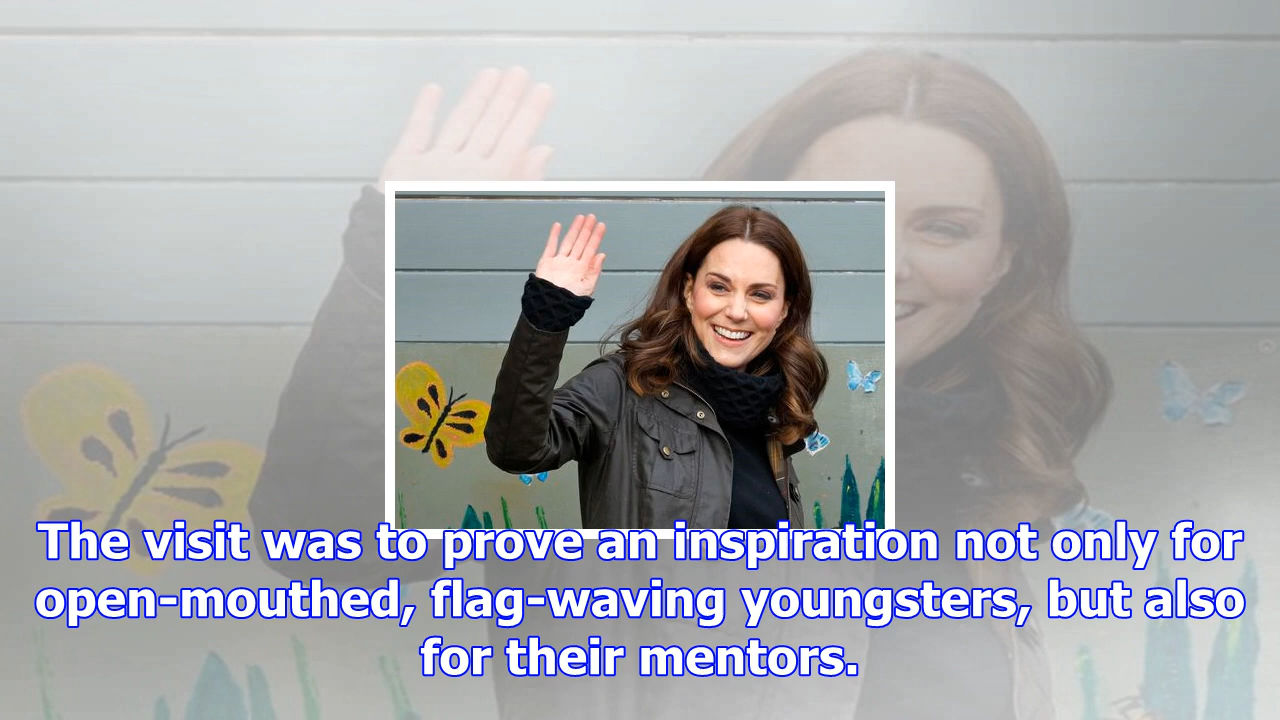 The visit was to prove an inspiration not only for
open-mouthed, flag-waving youngsters, but also
for their mentors.